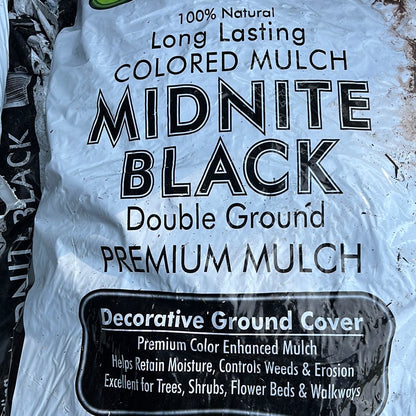 100% Natural
Long Lasting
COLORED MULCH
MIDNITE
BLACK
Double Ground
PREMIUM MULCH
Decorative Ground Cover
Premium Color Enhanced Mulch
Helps Retain Moisture, Controls Weeds & Erosion
Excellent for Trees, Shrubs, Flower Beds & Walkways
BLACK